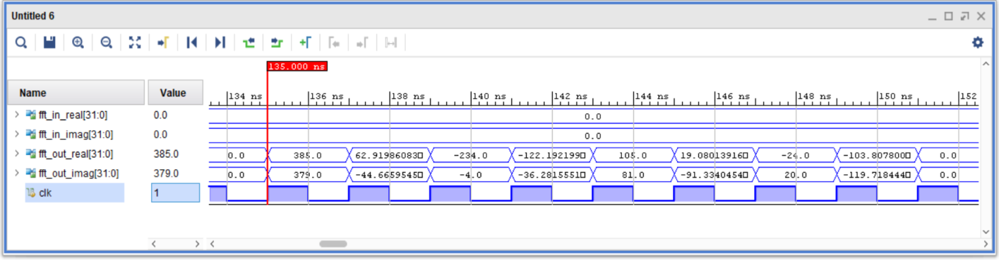 Untitled 6
135.000 ns
Name Value
134 ns 136 ns 138 ns 140 ns 142 ns 144 ns 146 ns 148 ns 150 ns 152
fft_in_real[31:0] 0.0 0.0
fft_in_imag[31:0] 0.0 0.0
fft_out_real[31:0] 385.0 0.0 385.0 62.91986083▯ -234.0 -122.192199▯ 105.0 19.08013916▯ -24.0 -103.807800▯ 0.0
fft_out_imag[31:0] 379.0 0.0 379.0 -44.6659545▯ -4.0 -36.2815551▯ 81.0 -91.3340454▯ 20.0 -119.718444▯ 0.0
clk 1